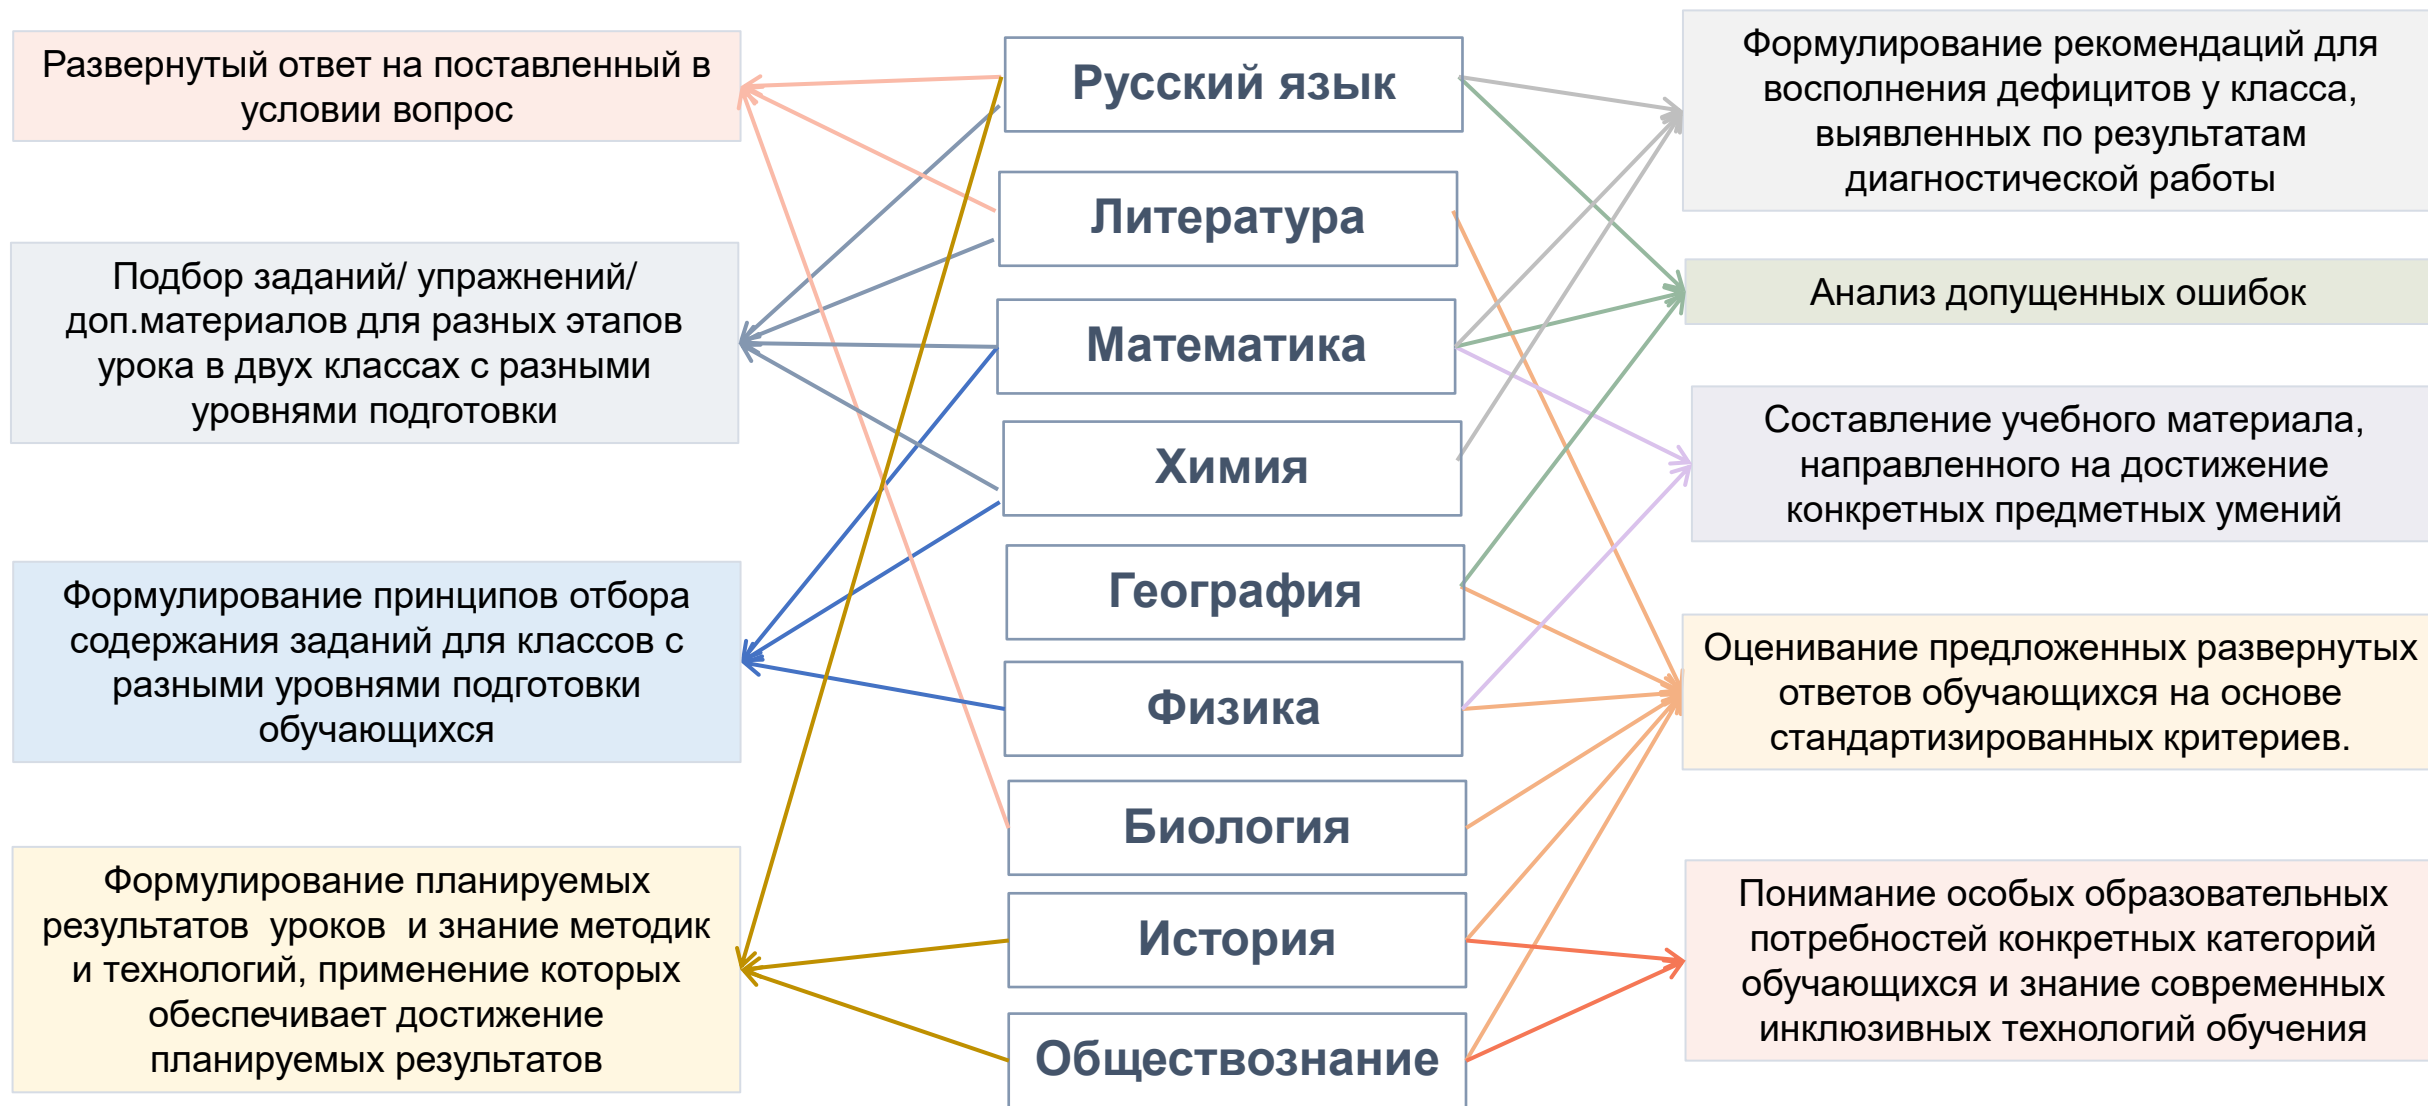 Развернутый ответ на поставленный в
условии вопрос
Подбор заданий/ упражнений/
доп.материалов для разных этапов
урока в двух классах с разными
уровнями подготовки
Формулирование принципов отбора
содержания заданий для классов с
разными уровнями подготовки
обучающихся
Формулирование планируемых
результатов  уроков  и знание методик
и технологий, применение которых
обеспечивает достижение
планируемых результатов
Русский язык
Литература
Математика
Химия
География
Физика
Биология
История
Обществознание
Формулирование рекомендаций для
восполнения дефицитов у класса,
выявленных по результатам
диагностической работы
Анализ допущенных ошибок
Составление учебного материала,
направленного на достижение
конкретных предметных умений
Оценивание предложенных развернутых
ответов обучающихся на основе
стандартизированных критериев.
Понимание особых образовательных
потребностей конкретных категорий
обучающихся и знание современных
инклюзивных технологий обучения